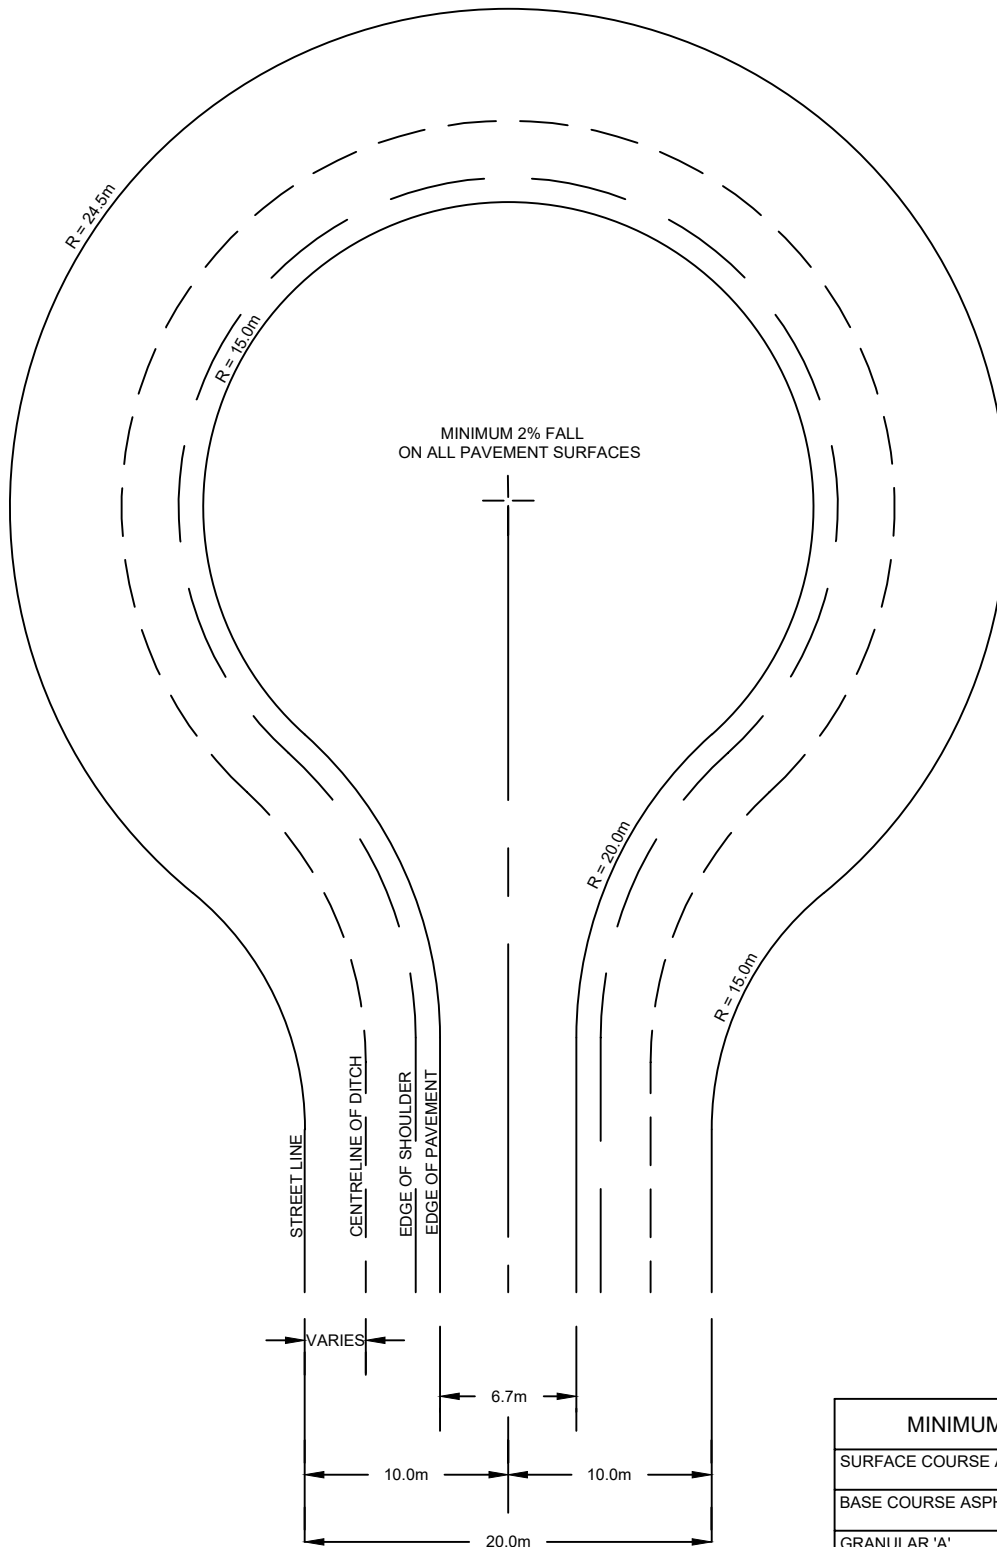 R = 24.5m
R = 15.0m
MINIMUM 2% FALL
ON ALL PAVEMENT SURFACES
R = 20.0m
R = 15.0m
STREET LINE
CENTRELINE OF DITCH
EDGE OF SHOULDER
EDGE OF PAVEMENT
VARIES
6.7m
10.0m
10.0m
20.0m
MINIMUM
SURFACE COURSE
BASE COURSE
GRANULAR 'A'